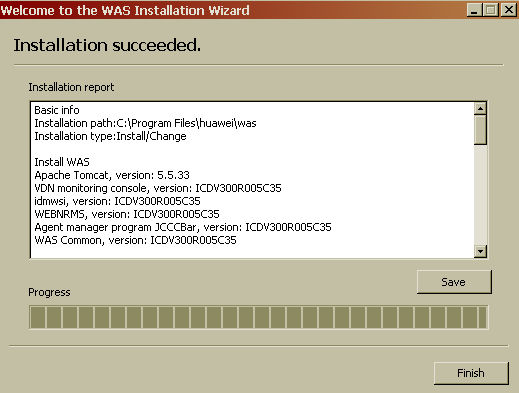 Welcome to the WAS Installation Wizard
Installation succeeded.
Installation report
Basic info
Installation path:C:\Program Files\huawei\was
Installation type:Install/Change
Install WAS
Apache Tomcat, version: 5.5.33
VDN monitoring console, version: ICDV300R005C35
idmwsi, version: ICDV300R005C35
WEBNRMS, version: ICDV300R005C35
Agent manager program JCCCBar, version: ICDV300R005C35
WAS Common, version: ICDV300R005C35
Save
Progress
Finish